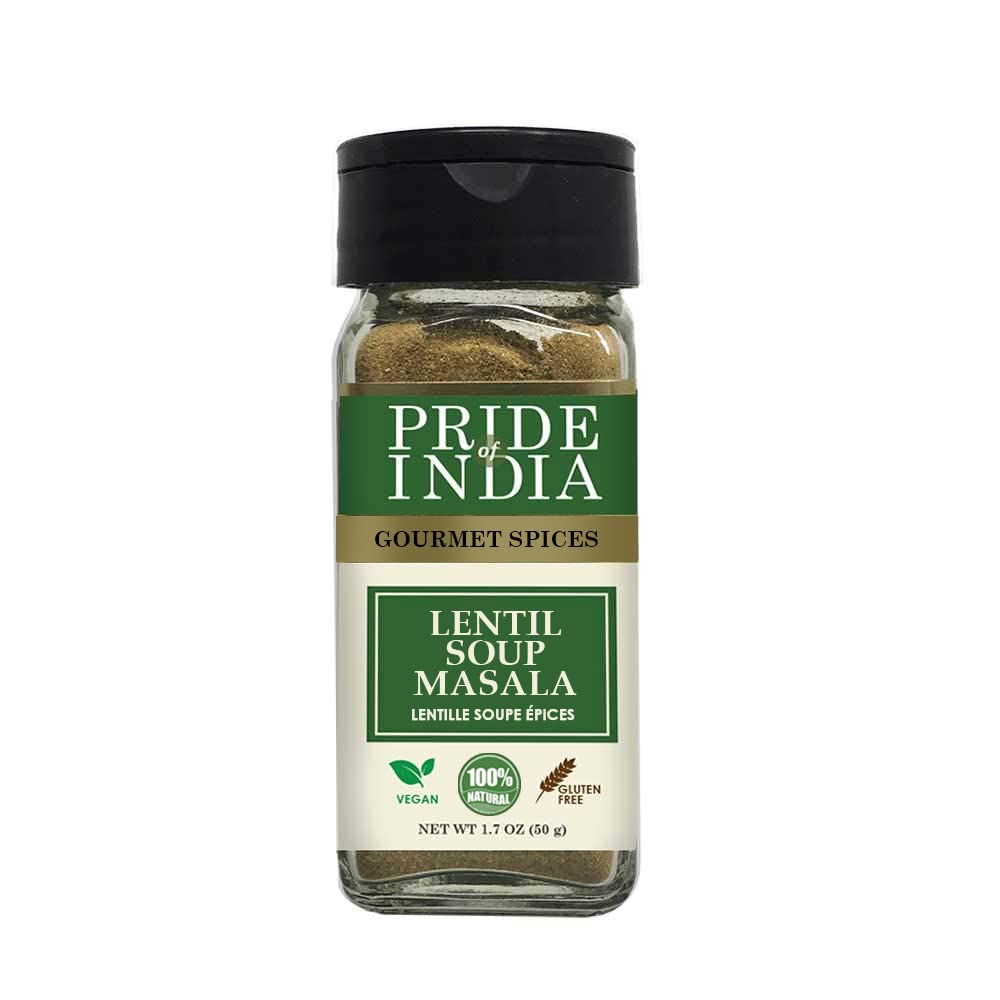 PRIDE
of
INDIA
GOURMET SPICES
LENTIL
SOUP
MASALA
LENTILLE SOUPE ÉPICES
VEGAN
100%
NATURAL
GLUTEN
FREE
NET WT 1.7 OZ (50 g)